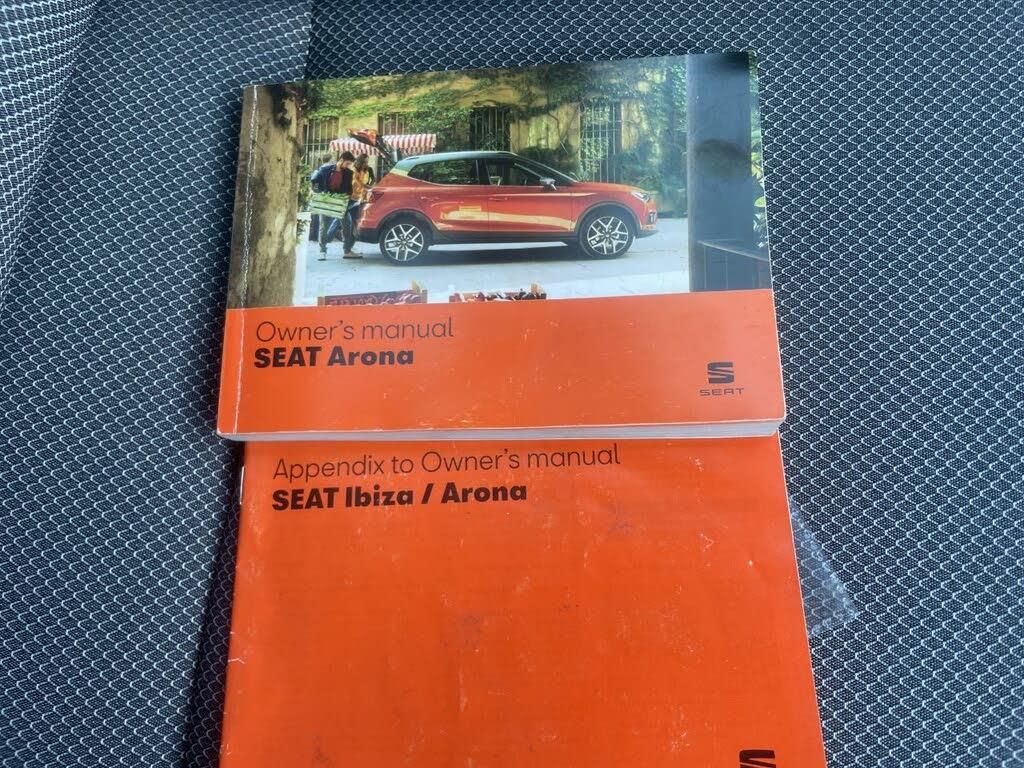 Owner's manual
SEAT Arona
SEAT
Appendix to Owner's manual
SEAT Ibiza / Arona